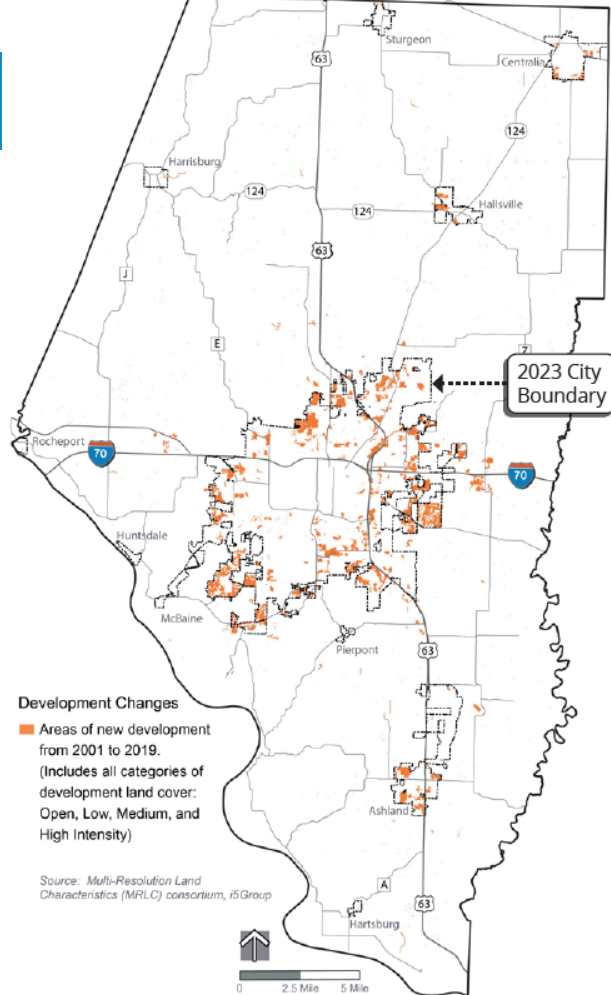 Sturgeon
63
Centralia
124
Harrisburg
124
124
Hallsville
63
J
E
Z
2023 City
Boundary
Rocheport
70
70
Huntsdale
McBaine
Pierpont
63
Development Changes
Areas of new development
from 2001 to 2019.
(Includes all categories of
development land cover:
Open, Low, Medium, and
High Intensity)
Ashland
Source: Multi-Resolution Land
Characteristics (MRLC) consortium, i5Group
A
63
Hartsburg
0 2.5 Mile 5 Mile